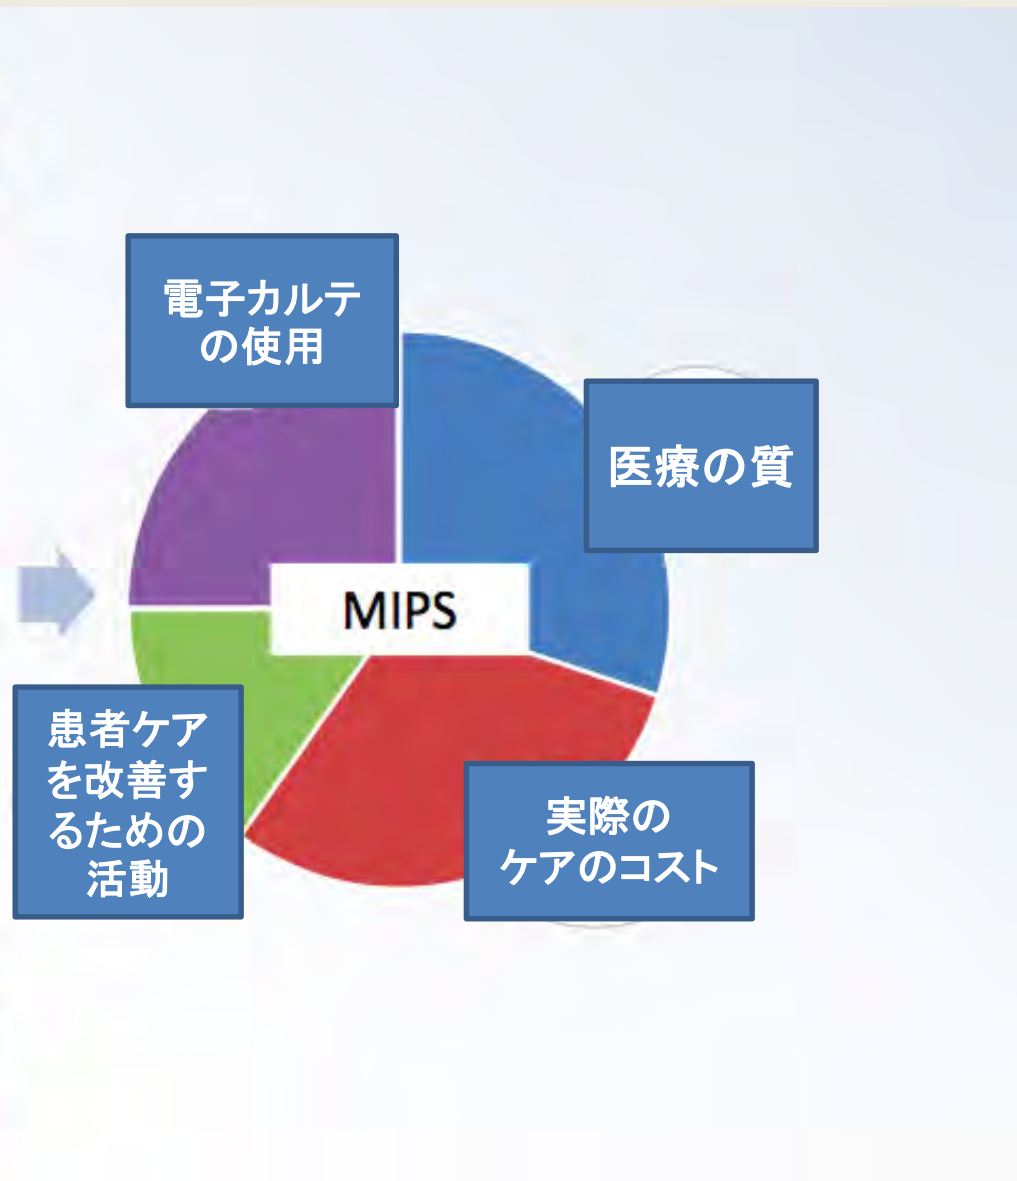 電子カルテ
の使用
医療の質
MIPS
患者ケア
を改善す
るための
活動
実際の
ケアのコスト